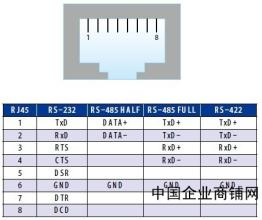 1 8
RJ45 RS-232 RS-485 HALF RS-485 FULL RS-422
1 TxD DATA+ TxD+ TxD+
2 RxD DATA- TxD- TxD-
3 RTS RxD+ RxD+
4 CTS RxD- RxD-
5 DSR
6 GND GND GND GND
7 DTR
8 DCD
中国企业商铺网